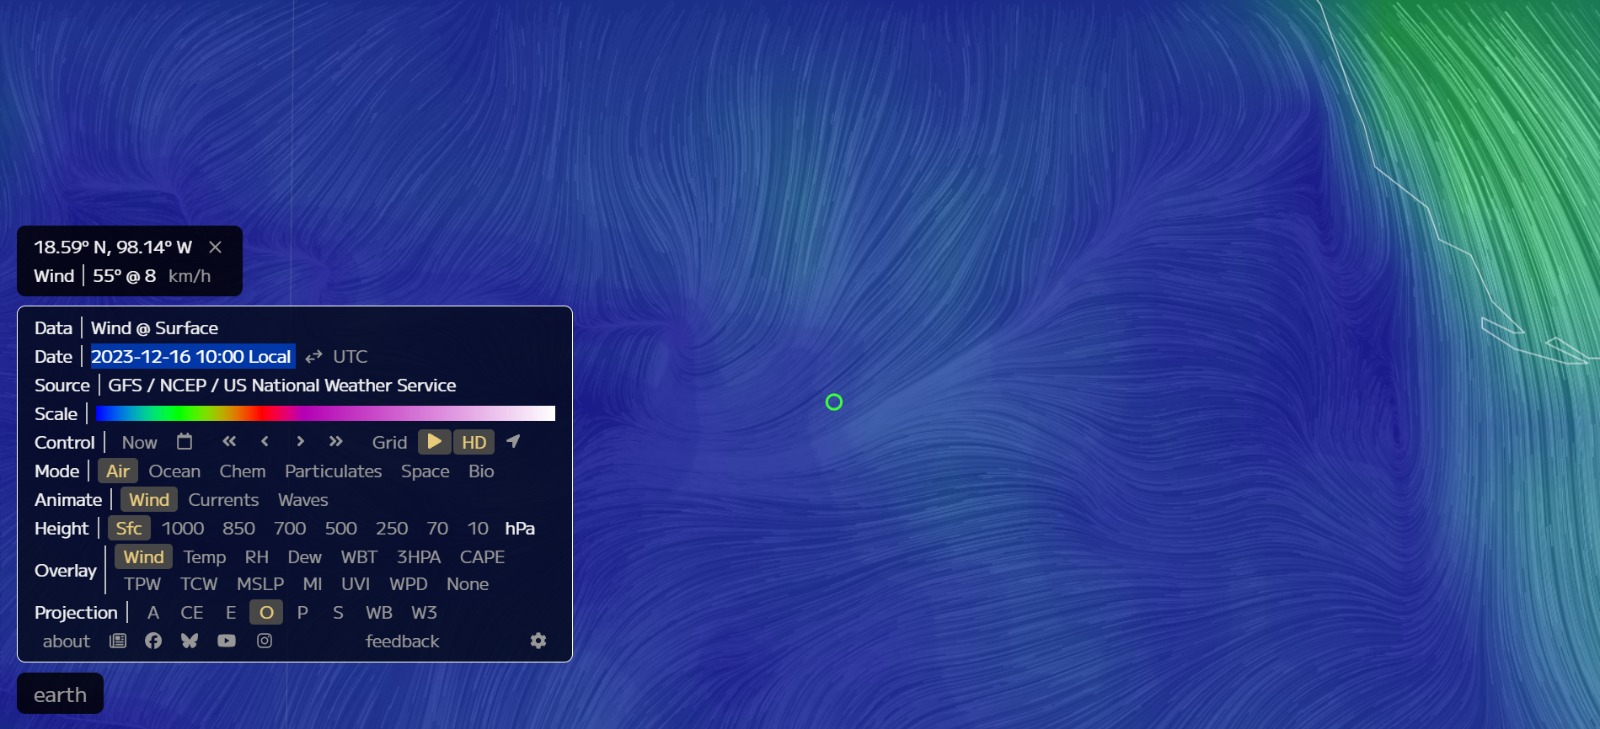 18.59° N, 98.14° W ×
Wind | 55° @ 8 km/h
Data | Wind @ Surface
Date | 2023-12-16 10:00 Local ⇄ UTC
Source | GFS / NCEP / US National Weather Service
Scale |
Control | Now « ‹ › » Grid HD
Mode | Air Ocean Chem Particulates Space Bio
Animate | Wind Currents Waves
Height | Sfc 1000 850 700 500 250 70 10 hPa
Overlay | Wind Temp RH Dew WBT 3HPA CAPE
TPW TCW MSLP MI UVI WPD None
Projection | A CE E O P S WB W3
about feedback
earth